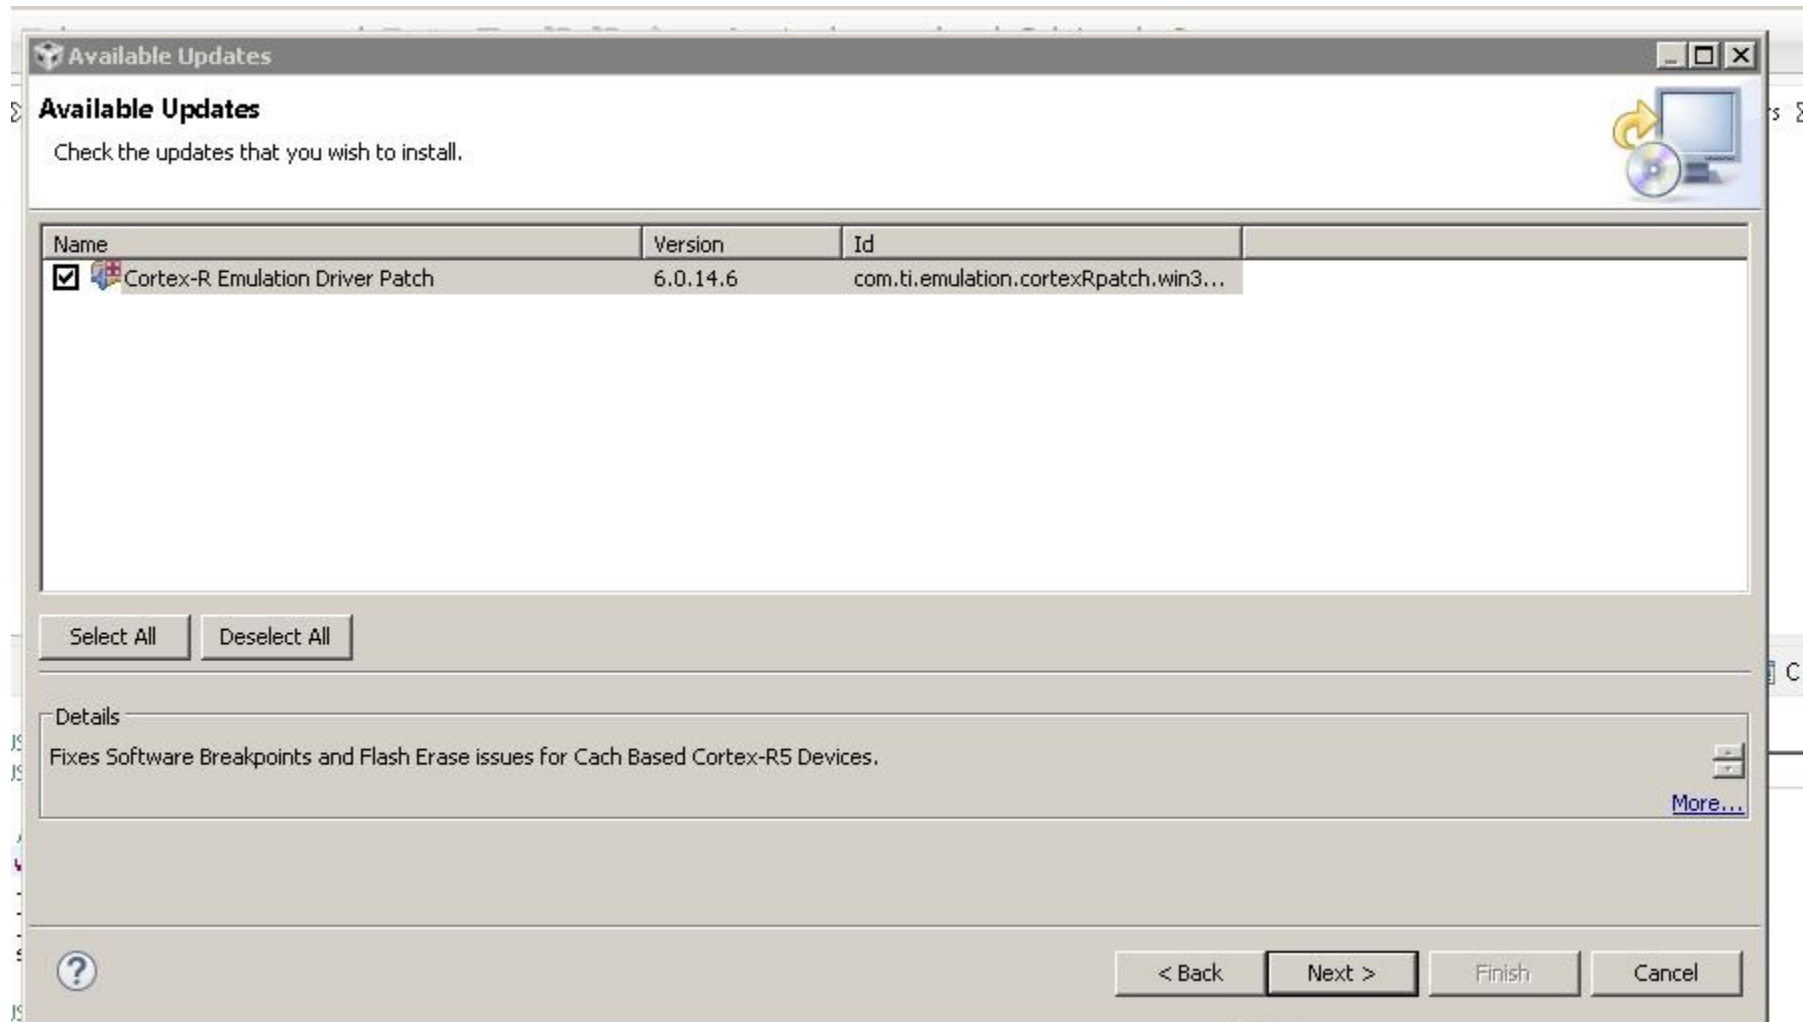 Available Updates
Available Updates
Check the updates that you wish to install.
Name Version Id
Cortex-R Emulation Driver Patch 6.0.14.6 com.ti.emulation.cortexRpatch.win3...
Select All Deselect All
Details
Fixes Software Breakpoints and Flash Erase issues for Cach Based Cortex-R5 Devices.
More...
< Back Next > Finish Cancel